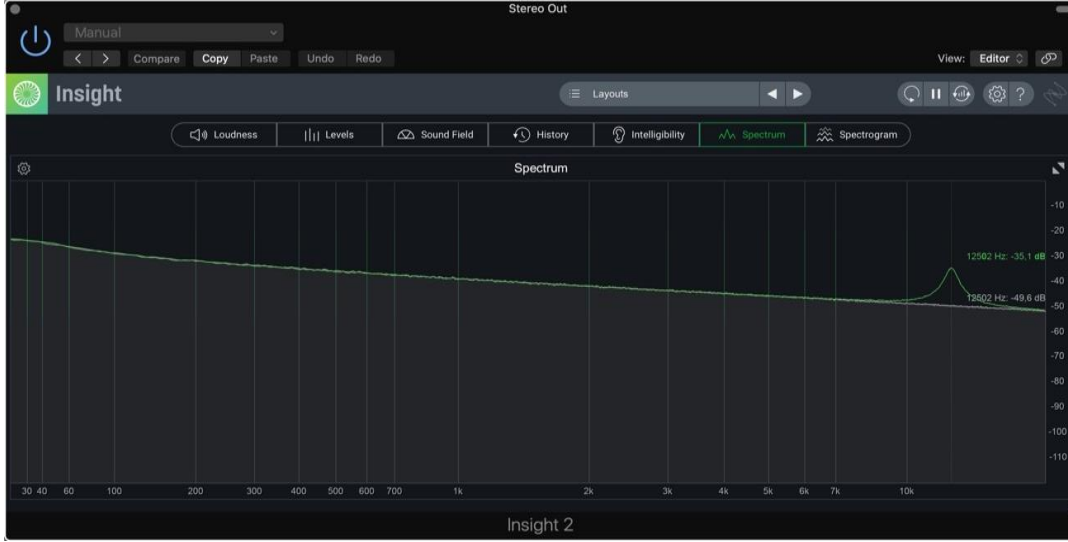 Stereo Out
Manual
Compare Copy Paste Undo Redo View: Editor
Insight Layouts ?
Loudness Levels Sound Field History Intelligibility Spectrum Spectrogram
Spectrum
-10
-20
12502 Hz: -35,1 dB -30
-40
12502 Hz: -49,6 dB
-50
-60
-70
-80
-90
-100
-110
30 40 60 100 200 300 400 500 600 700 1k 2k 3k 4k 5k 6k 7k 10k
Insight 2